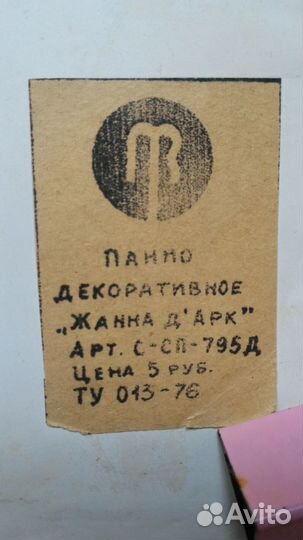 ПАННО
ДЕКОРАТИВНОЕ
„ЖАННА Д'АРК"
АРТ. С-СП-795Д
ЦЕНА 5 РУБ.
ТУ 013-76
Avito